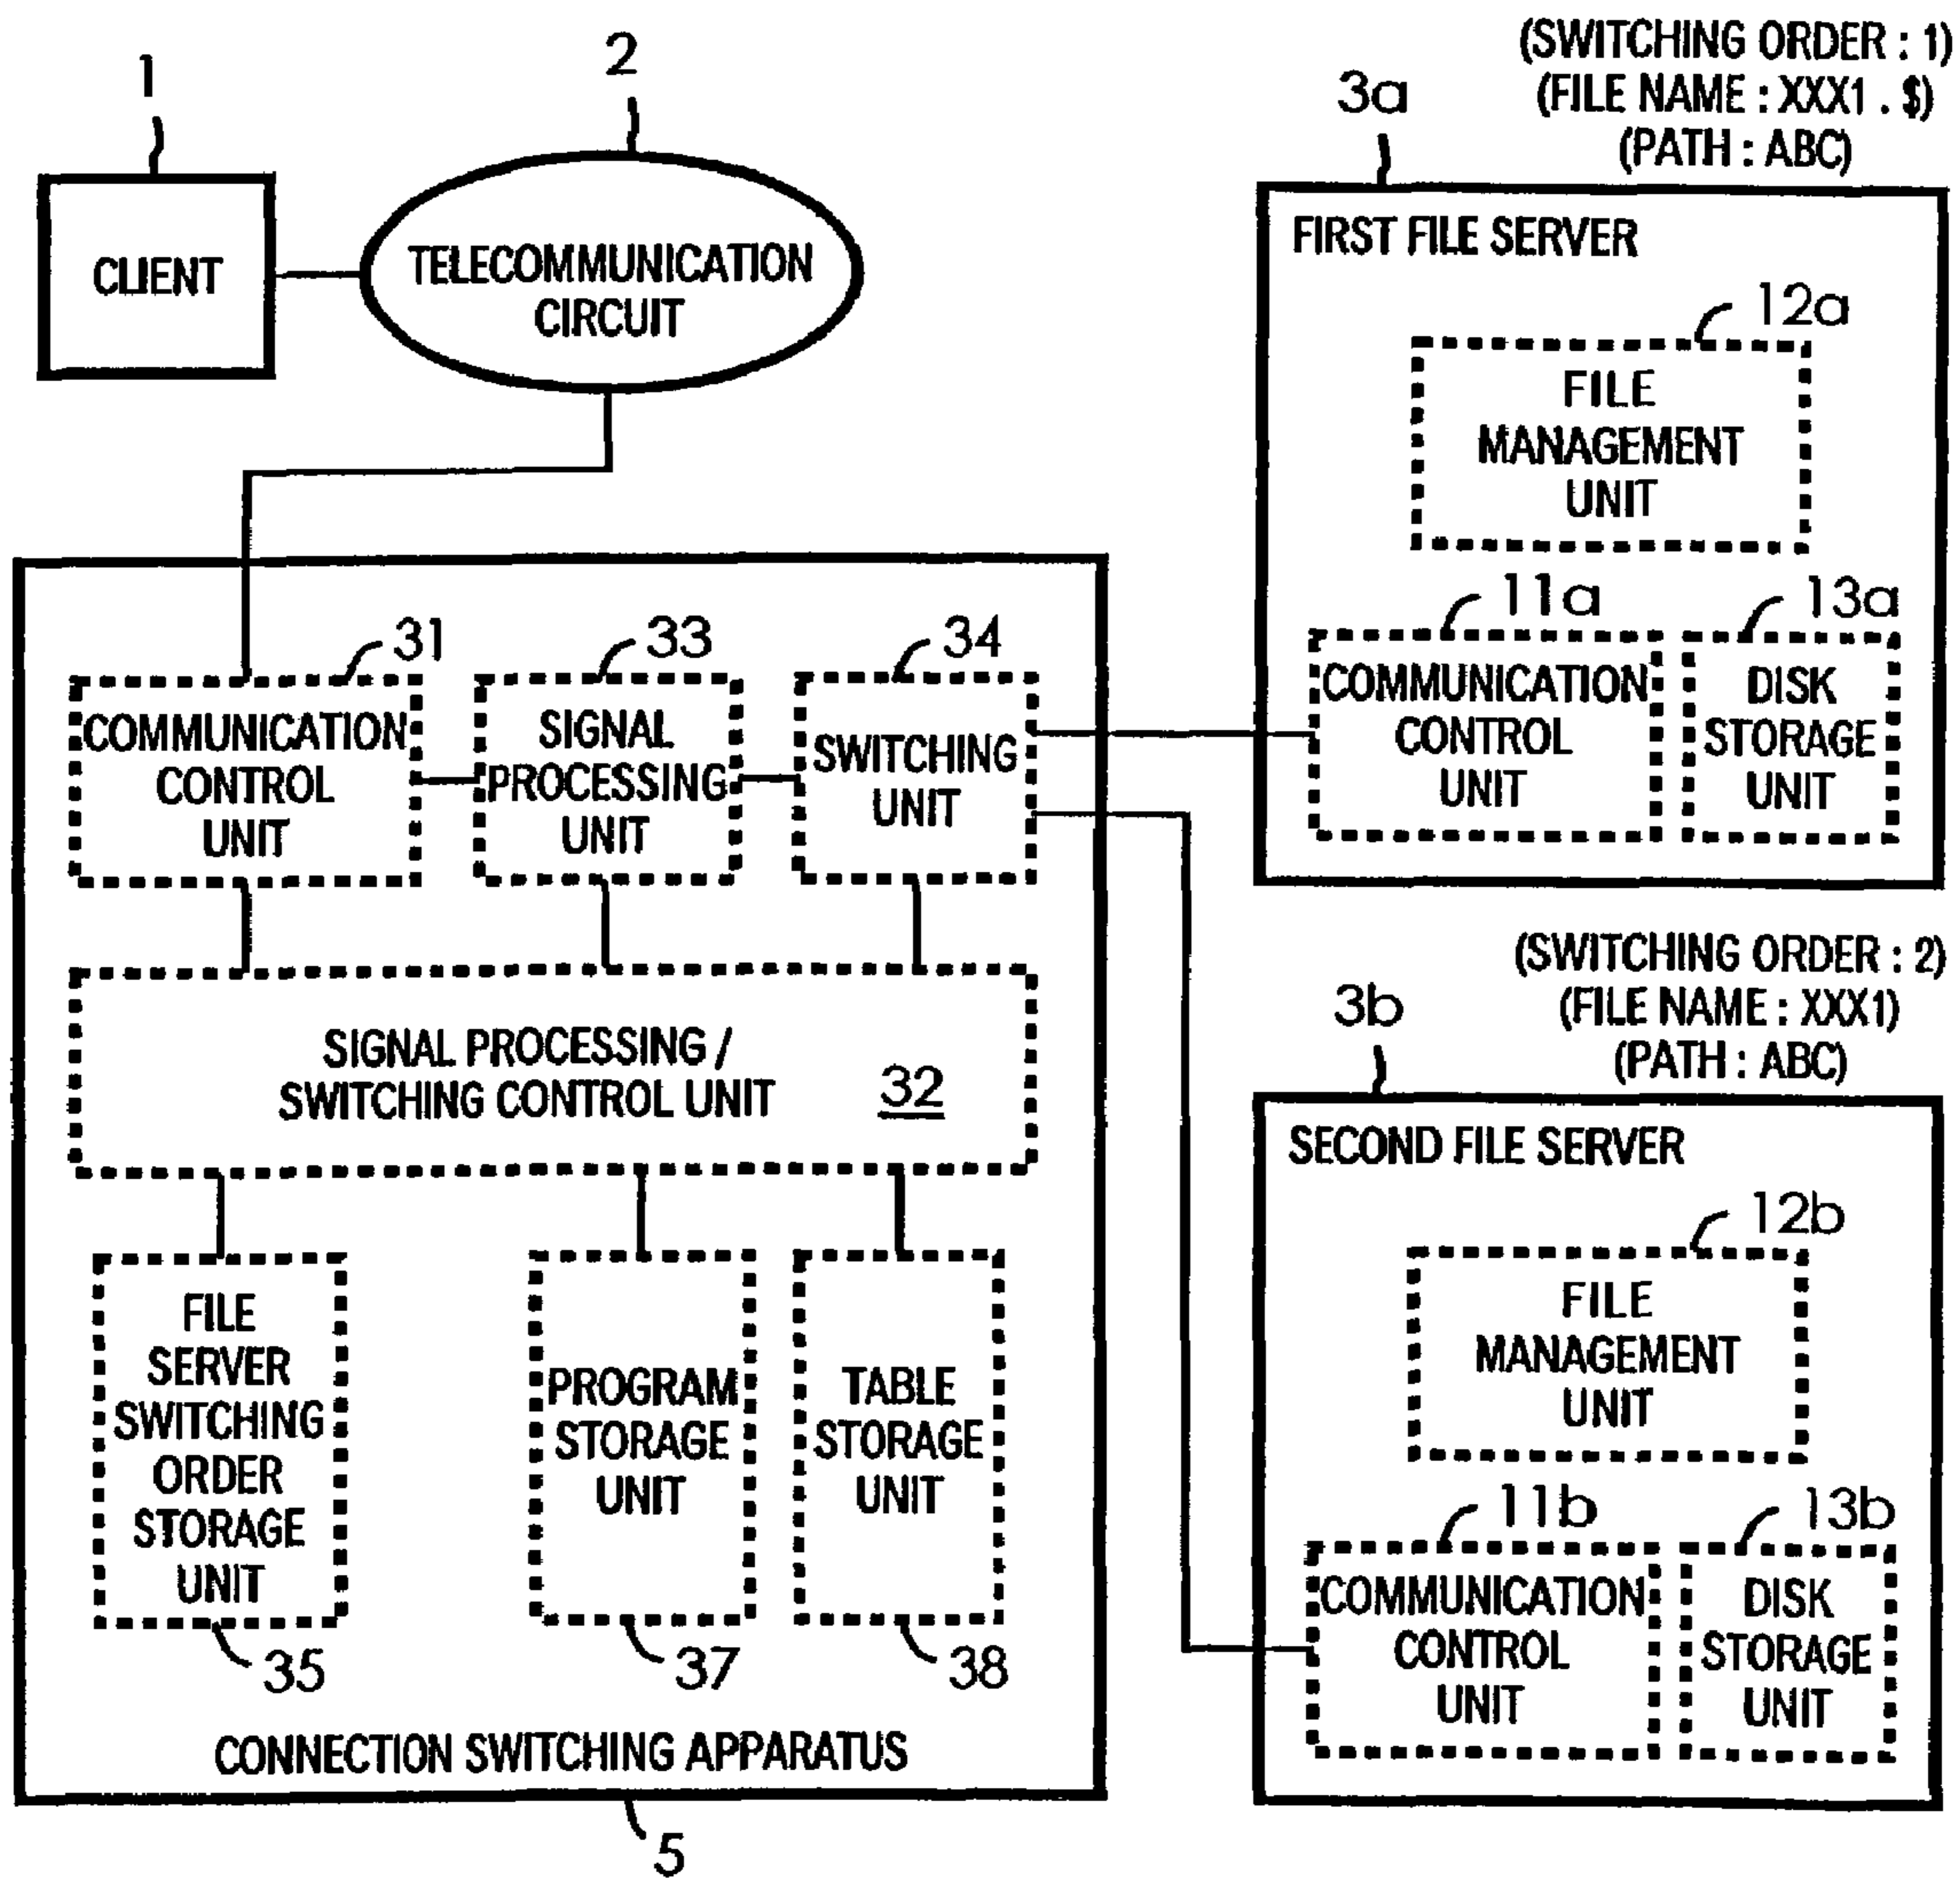 1
2
CLIENT
TELECOMMUNICATION
CIRCUIT
(SWITCHING ORDER : 1)
(FILE NAME : XXX1 . $)
(PATH : ABC)
3a
FIRST FILE SERVER
12a
FILE
MANAGEMENT
UNIT
11a
COMMUNICATION
CONTROL
UNIT
13a
DISK
STORAGE
UNIT
31
COMMUNICATION
CONTROL
UNIT
33
SIGNAL
PROCESSING
UNIT
34
SWITCHING
UNIT
SIGNAL PROCESSING /
SWITCHING CONTROL UNIT
32
FILE
SERVER
SWITCHING
ORDER
STORAGE
UNIT
35
PROGRAM
STORAGE
UNIT
37
TABLE
STORAGE
UNIT
38
CONNECTION SWITCHING APPARATUS
5
(SWITCHING ORDER : 2)
(FILE NAME : XXX1)
(PATH : ABC)
3b
SECOND FILE SERVER
12b
FILE
MANAGEMENT
UNIT
11b
COMMUNICATION
CONTROL
UNIT
13b
DISK
STORAGE
UNIT